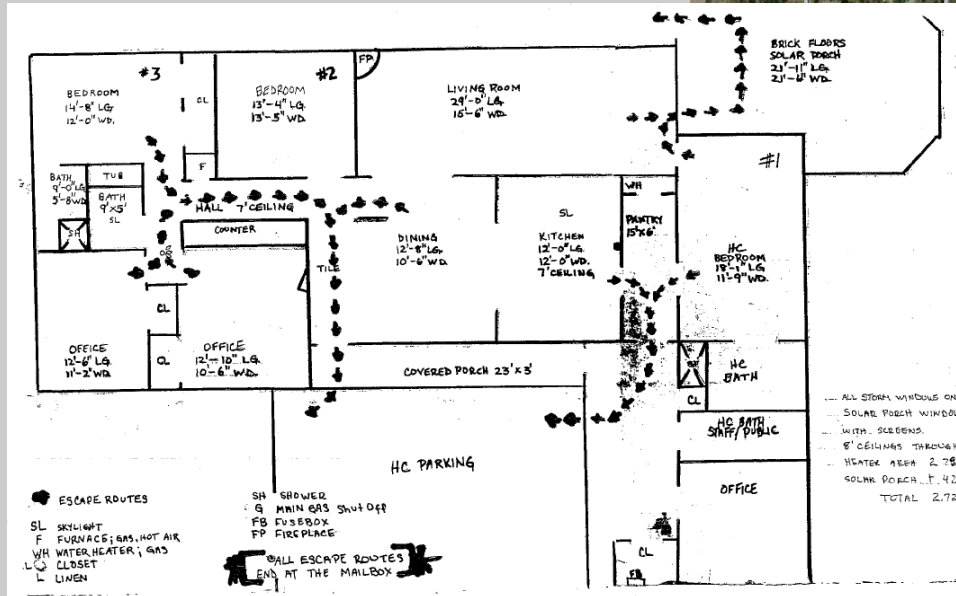 BRICK FLOORS
SOLAR PORCH
21'-11" LG
21'-6" WD.
#3
BEDROOM
14'-8" LG
12'-0" WD.
CL
F
#2
BEDROOM
13'-4" LG
13'-5" WD.
FP
LIVING ROOM
29'-0" LG
15'-6" WD.
#1
BATH
9'-0" LG
5'-8" WD.
TUB
BATH
9'x5'
SL
SH
HALL 7' CEILING
COUNTER
TILE
DINING
12'-8" LG.
10'-6" WD.
SL
KITCHEN
12'-0" LG.
12'-0" WD.
7' CEILING
WH
PANTRY
15'x6'
HC
BEDROOM
18'-1" LG
11'-9" WD.
CL
CL
OFFICE
12'-6" LG
11'-2" WD.
OFFICE
12'-10" LG
10'-6" WD.
COVERED PORCH 23'x3'
SH
CL
HC
BATH
HC BATH
STAFF/PUBLIC
OFFICE
CL
FB
HC PARKING
ALL STORM WINDOWS ON
SOLAR PORCH WINDOW
WITH SCREENS.
8' CEILINGS THROUGH
HEATER AREA
SOLAR PORCH
TOTAL 2.72
ESCAPE ROUTES
SL SKYLIGHT
F FURNACE; GAS, HOT AIR
WH WATER HEATER; GAS
CLOSET
L LINEN
SH SHOWER
G MAIN GAS Shut Off
FB FUSEBOX
FP FIREPLACE
ALL ESCAPE ROUTES
END AT THE MAILBOX